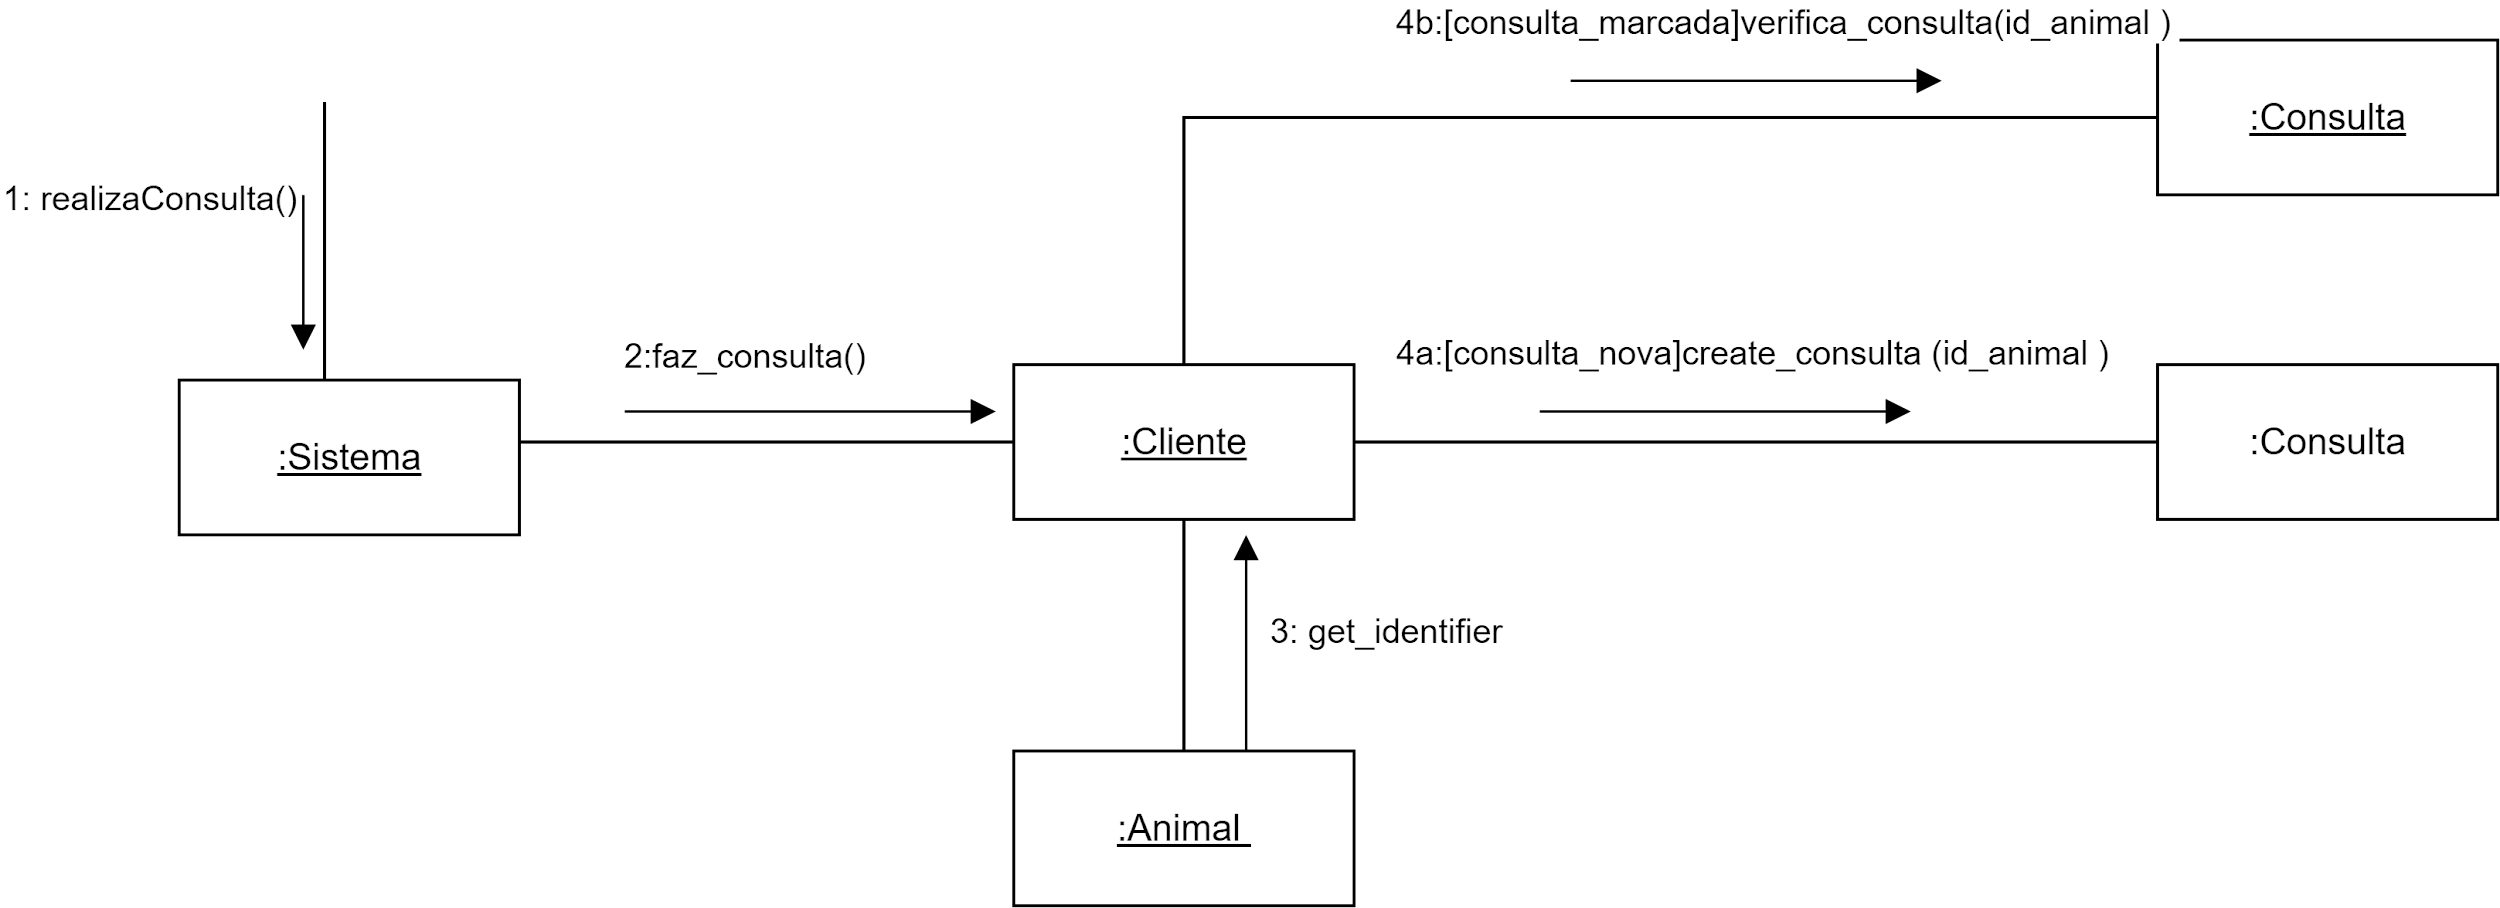 4b:[consulta_marcada]verifica_consulta(id_animal )
:Consulta
1: realizaConsulta()
2:faz_consulta()
4a:[consulta_nova]create_consulta (id_animal )
:Sistema
:Cliente
:Consulta
3: get_identifier
:Animal